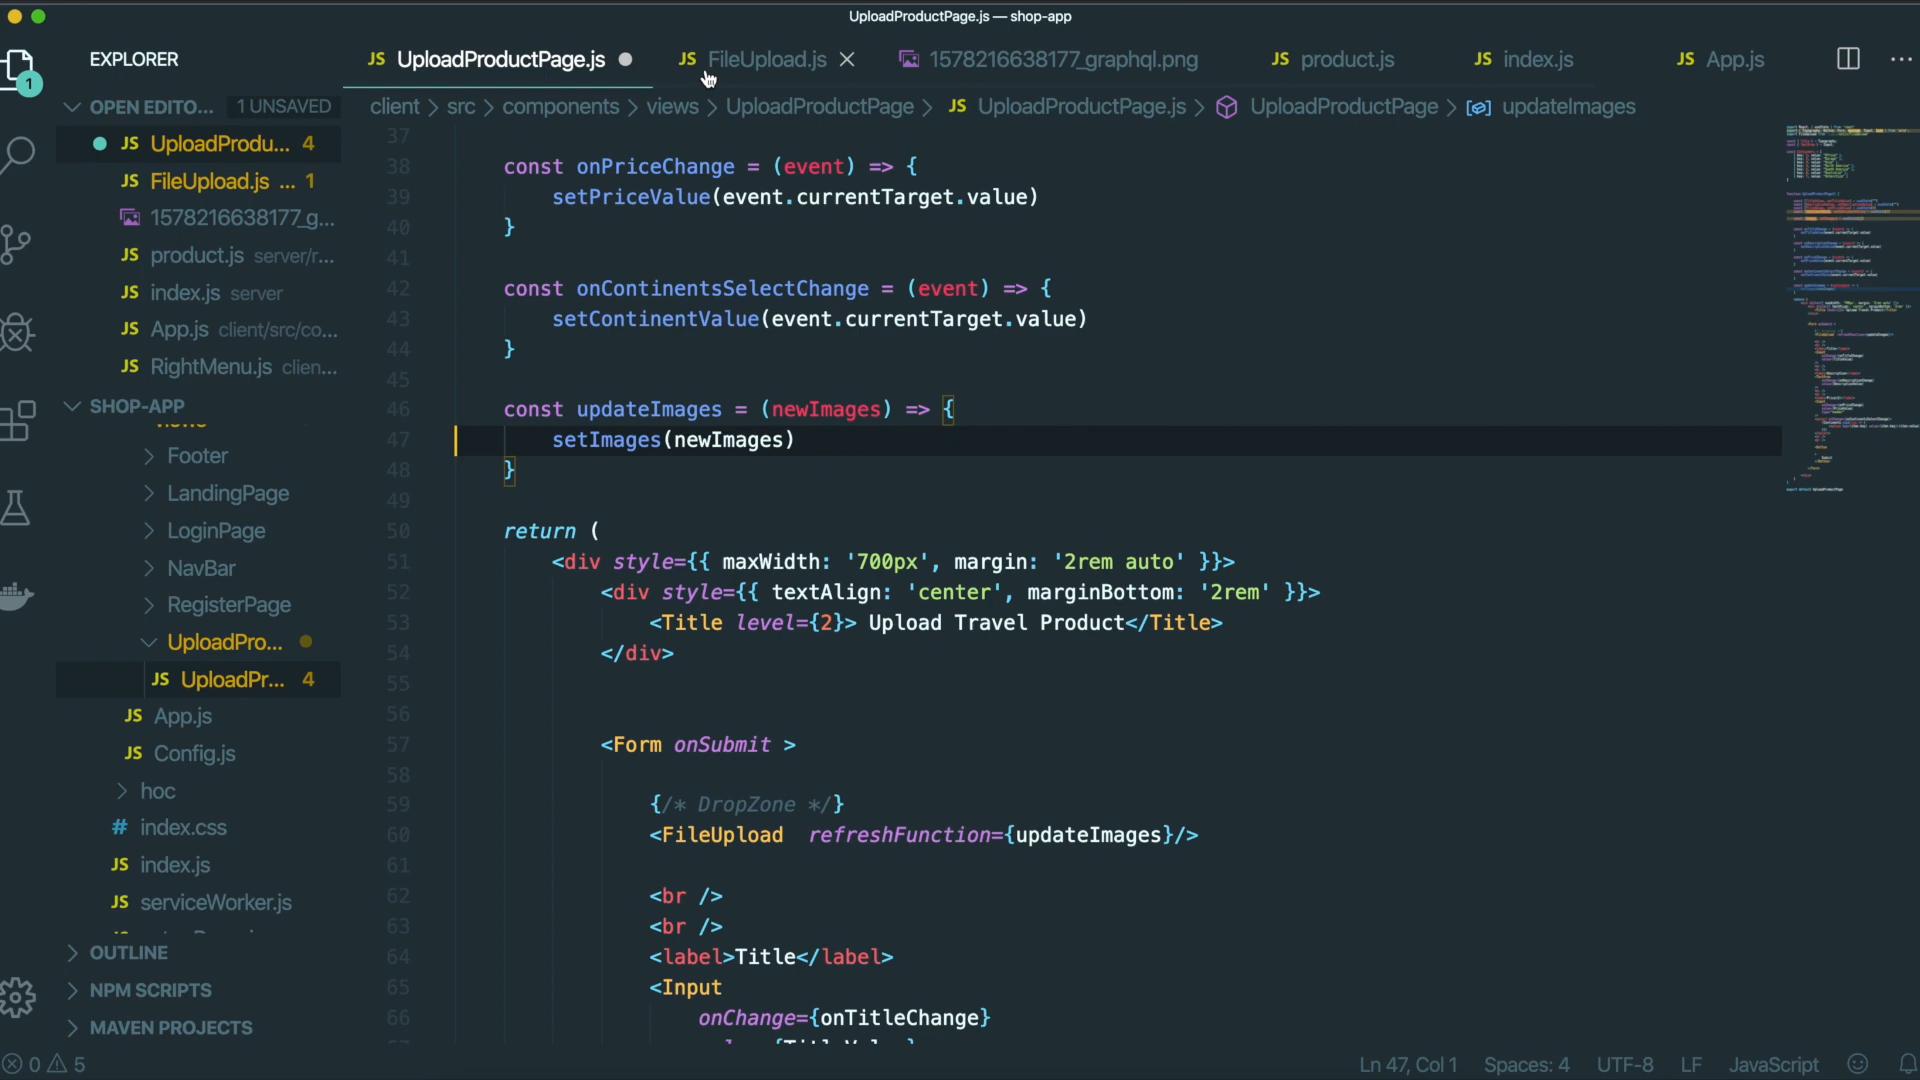 UploadProductPage.js — shop-app
EXPLORER
JS UploadProductPage.js
JS FileUpload.js
1578216638177_graphql.png
JS product.js
JS index.js
JS App.js
1
OPEN EDITO... 1 UNSAVED
client > src > components > views > UploadProductPage > JS UploadProductPage.js > UploadProductPage > updateImages
JS UploadProdu... 4
JS FileUpload.js ... 1
1578216638177_g...
JS product.js server/r...
JS index.js server
JS App.js client/src/co...
JS RightMenu.js clien...
SHOP-APP
views
Footer
LandingPage
LoginPage
NavBar
RegisterPage
UploadPro...
JS UploadPr... 4
JS App.js
JS Config.js
hoc
# index.css
JS index.js
JS serviceWorker.js
OUTLINE
NPM SCRIPTS
MAVEN PROJECTS
37
38 const onPriceChange = (event) => {
39 setPriceValue(event.currentTarget.value)
40 }
41
42 const onContinentsSelectChange = (event) => {
43 setContinentValue(event.currentTarget.value)
44 }
45
46 const updateImages = (newImages) => {
47 setImages(newImages)
48 }
49
50 return (
51 <div style={{ maxWidth: '700px', margin: '2rem auto' }}>
52 <div style={{ textAlign: 'center', marginBottom: '2rem' }}>
53 <Title level={2}> Upload Travel Product</Title>
54 </div>
55
56
57 <Form onSubmit >
58
59 {/* DropZone */}
60 <FileUpload refreshFunction={updateImages}/>
61
62 <br />
63 <br />
64 <label>Title</label>
65 <Input
66 onChange={onTitleChange}
0 5
Ln 47, Col 1 Spaces: 4 UTF-8 LF JavaScript